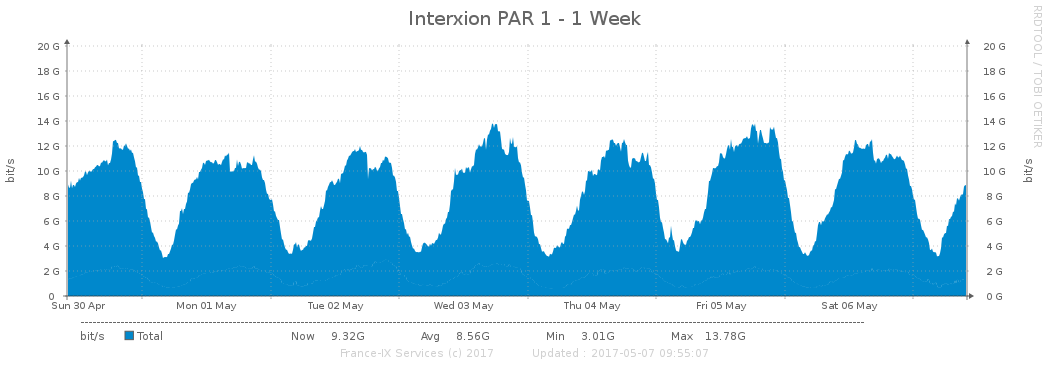 Interxion PAR 1 - 1 Week
RRDTOOL / TOBI OETIKER
bit/s
20 G 20 G
18 G 18 G
16 G 16 G
14 G 14 G
12 G 12 G
10 G 10 G
8 G 8 G
6 G 6 G
4 G 4 G
2 G 2 G
0 0 G
bit/s
Sun 30 Apr Mon 01 May Tue 02 May Wed 03 May Thu 04 May Fri 05 May Sat 06 May
bit/s Total Now 9.32G Avg 8.56G Min 3.01G Max 13.78G
France-IX Services (c) 2017 Updated : 2017-05-07 09:55:07